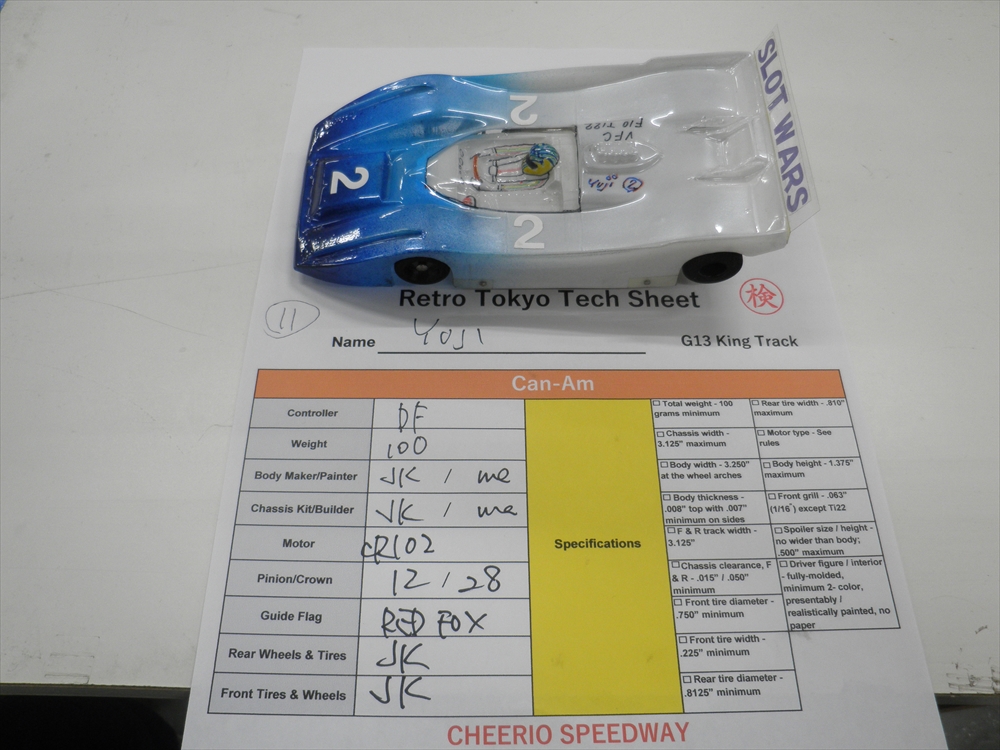 SLOT WARS
2
2
2
VFC
F10 Ti22
Retro Tokyo Tech Sheet
検
11
Name YOJI
G13 King Track
Can-Am
Controller DF
Weight 100
Body Maker/Painter JK / me
Chassis Kit/Builder JK / me
Motor CR102
Pinion/Crown 12 / 28
Guide Flag RED FOX
Rear Wheels & Tires JK
Front Tires & Wheels JK
Specifications
□ Total weight - 100
grams minimum
□ Chassis width -
3.125" maximum
□ Body width - 3.250"
at the wheel arches
□ Body thickness -
.008" top with .007"
minimum on sides
□ F & R track width -
3.125"
□ Chassis clearance, F
& R - .015" / .050"
minimum
□ Front tire diameter -
.750" minimum
□ Front tire width -
.225" minimum
□ Rear tire diameter -
.8125" minimum
□ Rear tire width - .810"
maximum
□ Motor type - See
rules
□ Body height - 1.375"
maximum
□ Front grill - .063"
(1/16") except Ti22
□ Spoiler size / height -
no wider than body;
.500" maximum
□ Driver figure / interior
- fully-molded,
minimum 2- color,
presentably /
realistically painted, no
paper
CHEERIO SPEEDWAY